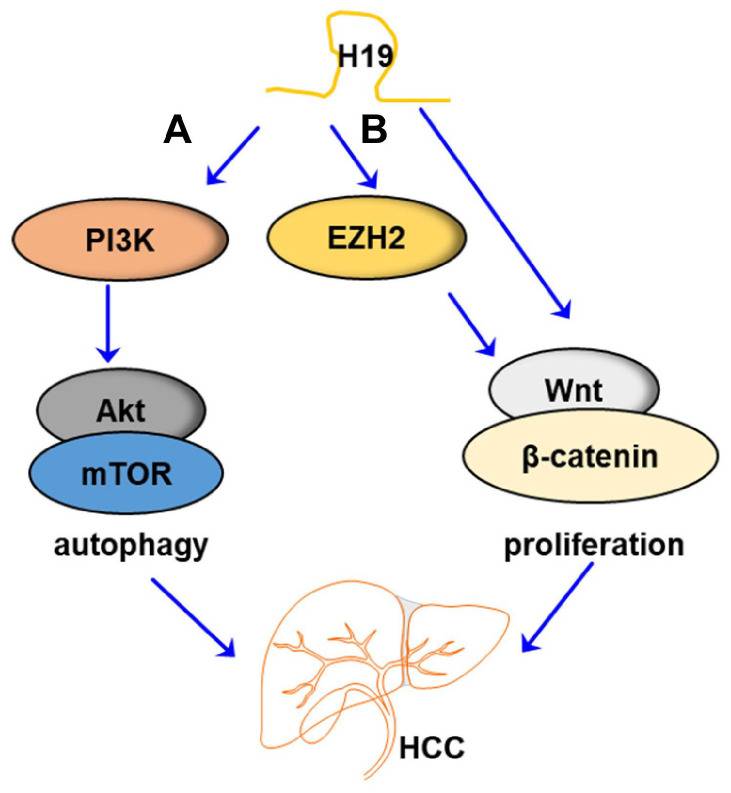 H19
A
B
PI3K
EZH2
Akt
Wnt
mTOR
β-catenin
autophagy
proliferation
HCC